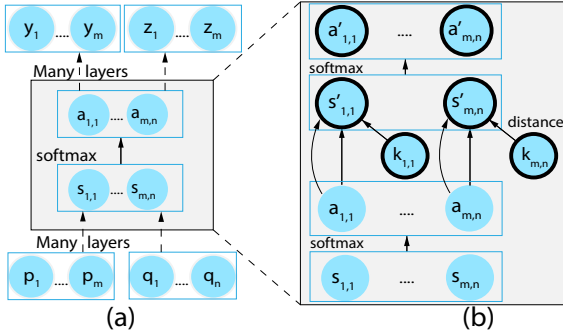 y1 .... ym z1 .... zm
Many layers
a1,1 .... am,n
softmax
s1,1 .... sm,n
Many layers
p1 .... pm q1 .... qn
(a)
a′1,1 .... a′m,n
softmax
s′1,1 s′m,n
distance
k1,1 km,n
a1,1 .... am,n
softmax
s1,1 .... sm,n
(b)